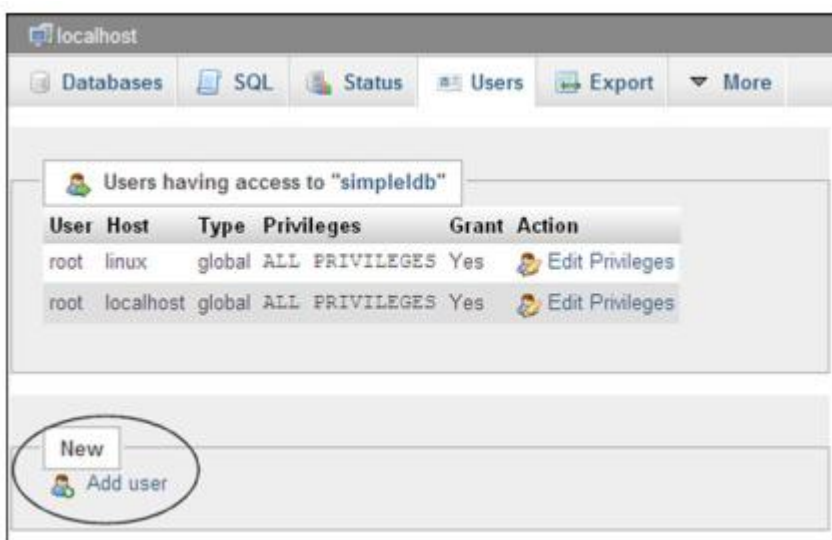 localhost
Databases SQL Status Users Export More
Users having access to "simpleldb"
User Host Type Privileges Grant Action
root linux global ALL PRIVILEGES Yes Edit Privileges
root localhost global ALL PRIVILEGES Yes Edit Privileges
New
Add user